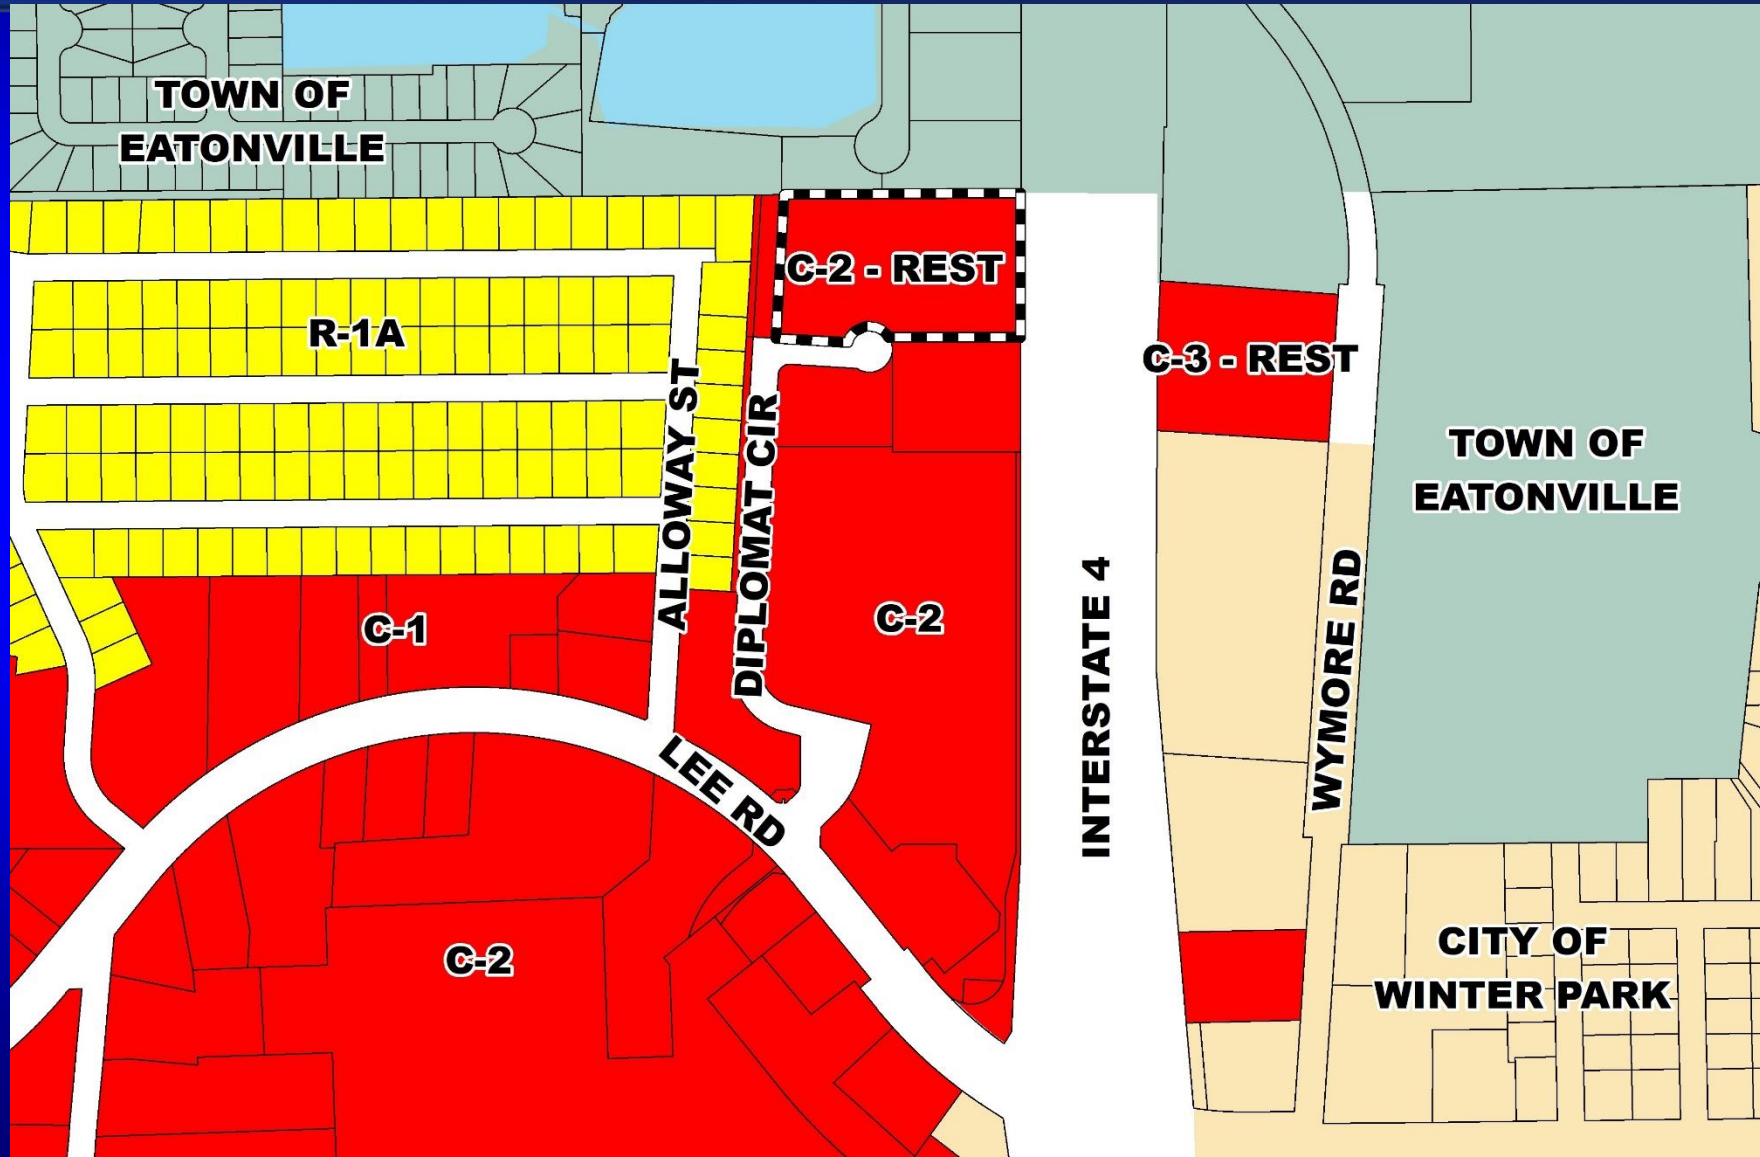 TOWN OF
EATONVILLE
C-2 - REST
R-1A
C-3 - REST
ALLOWAY ST
DIPLOMAT CIR
TOWN OF
EATONVILLE
C-1
C-2
INTERSTATE 4
WYMORE RD
LEE RD
C-2
CITY OF
WINTER PARK